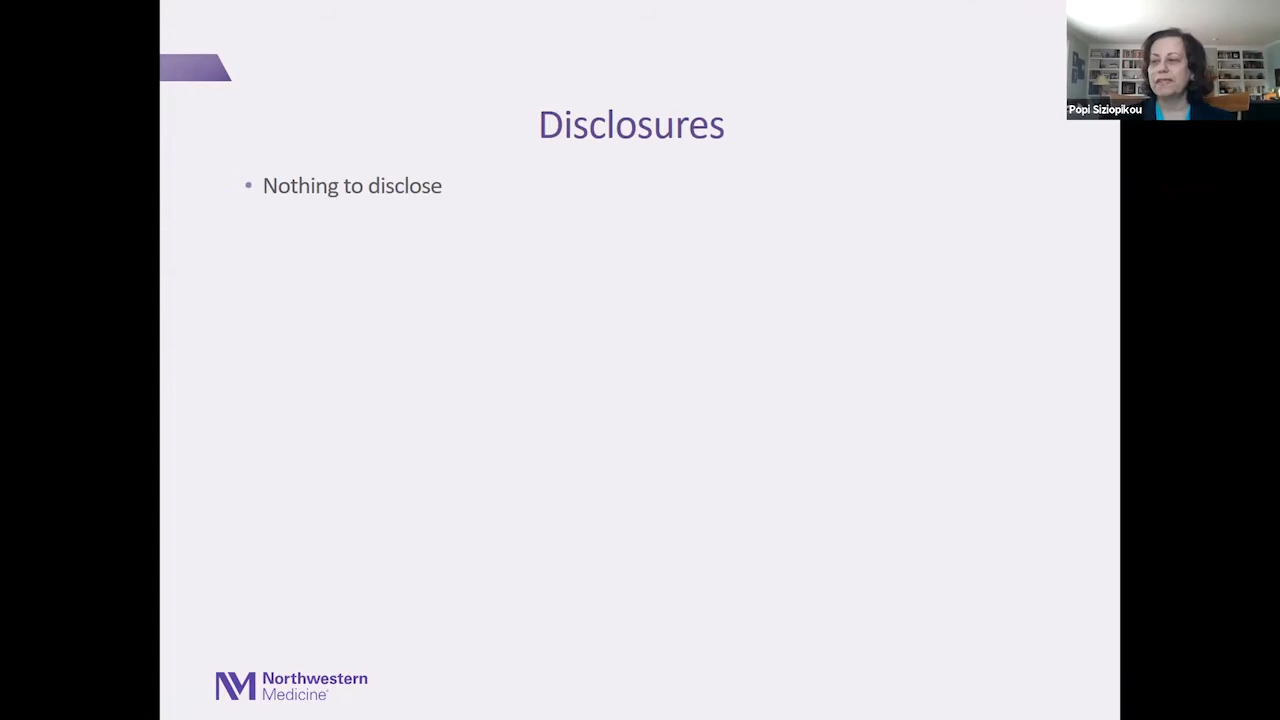 Popi Siziopikou
Disclosures
• Nothing to disclose
Northwestern
Medicine®